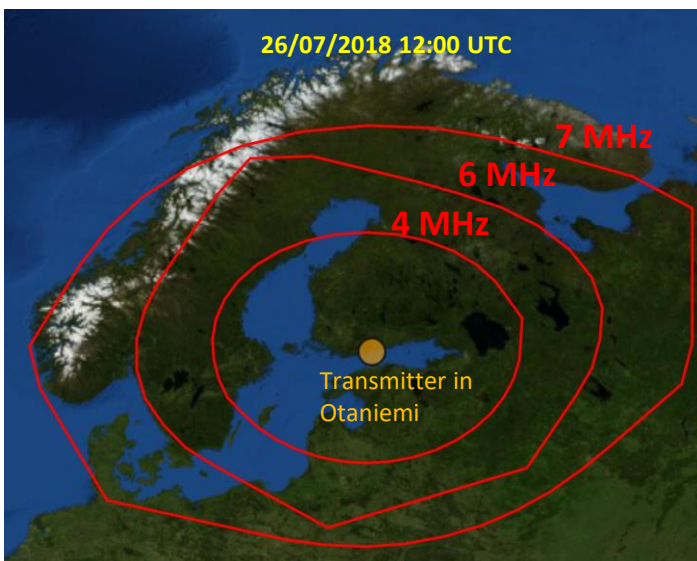 26/07/2018 12:00 UTC
7 MHz
6 MHz
4 MHz
Transmitter in
Otaniemi